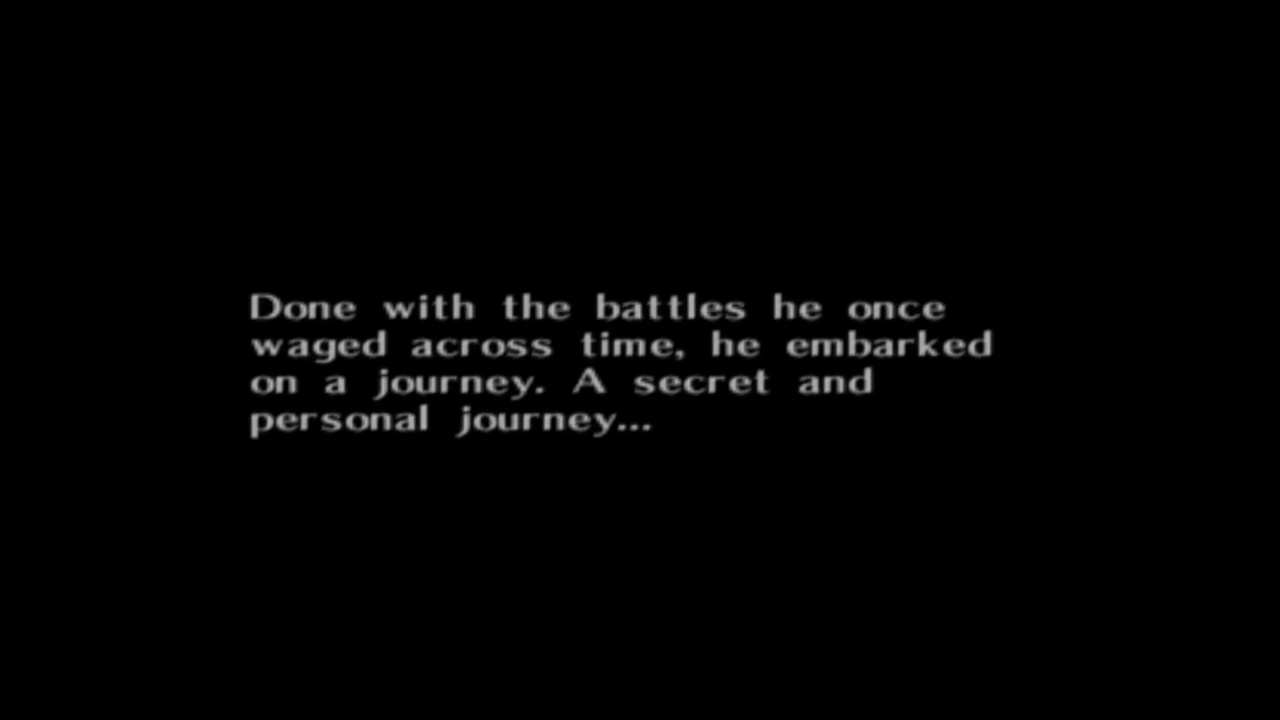 Done with the battles he once
waged across time, he embarked
on a journey. A secret and
personal journey...